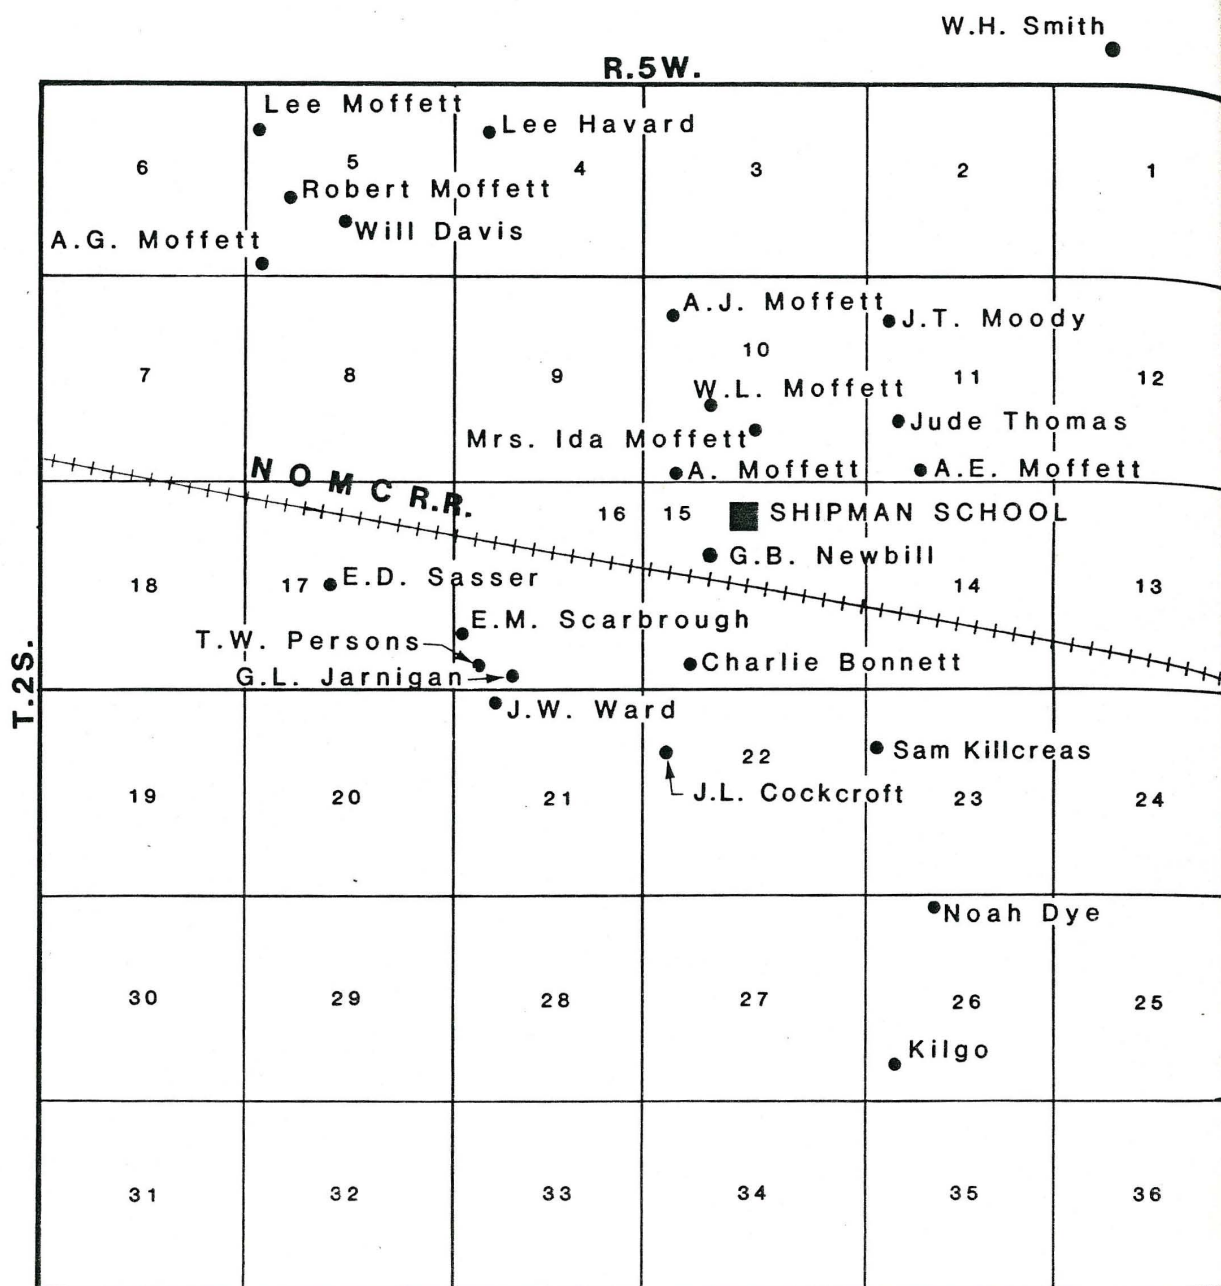 W.H. Smith
R.5W.
Lee Moffett
Lee Havard
6
5
4
3
2
1
Robert Moffett
Will Davis
A.G. Moffett
A.J. Moffett
J.T. Moody
10
7
8
9
11
12
W.L. Moffett
Jude Thomas
Mrs. Ida Moffett
A. Moffett
A.E. Moffett
N O M C R.R.
16
15
SHIPMAN SCHOOL
G.B. Newbill
18
17
E.D. Sasser
14
13
E.M. Scarbrough
T.W. Persons
Charlie Bonnett
G.L. Jarnigan
T.2S.
J.W. Ward
22
Sam Killcreas
19
20
21
J.L. Cockcroft
23
24
Noah Dye
30
29
28
27
26
25
Kilgo
31
32
33
34
35
36